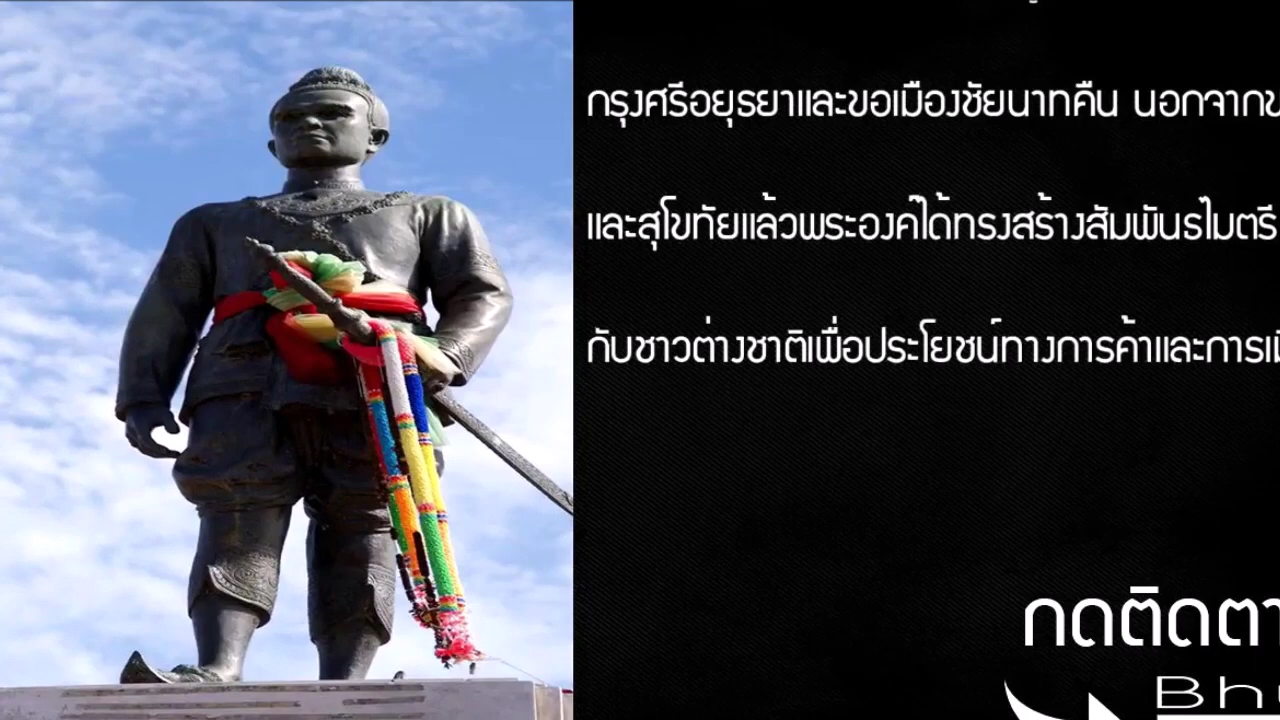 กรุงศรีอยุธยาและขอเมืองชัยนาทคืน นอกจาก
และสุโขทัยแล้วพระองค์ได้ทรงสร้างสัมพันธไมตรี
กับชาวต่างชาติเพื่อประโยชน์ทางการค้าและการ
กดติดตา
Bh